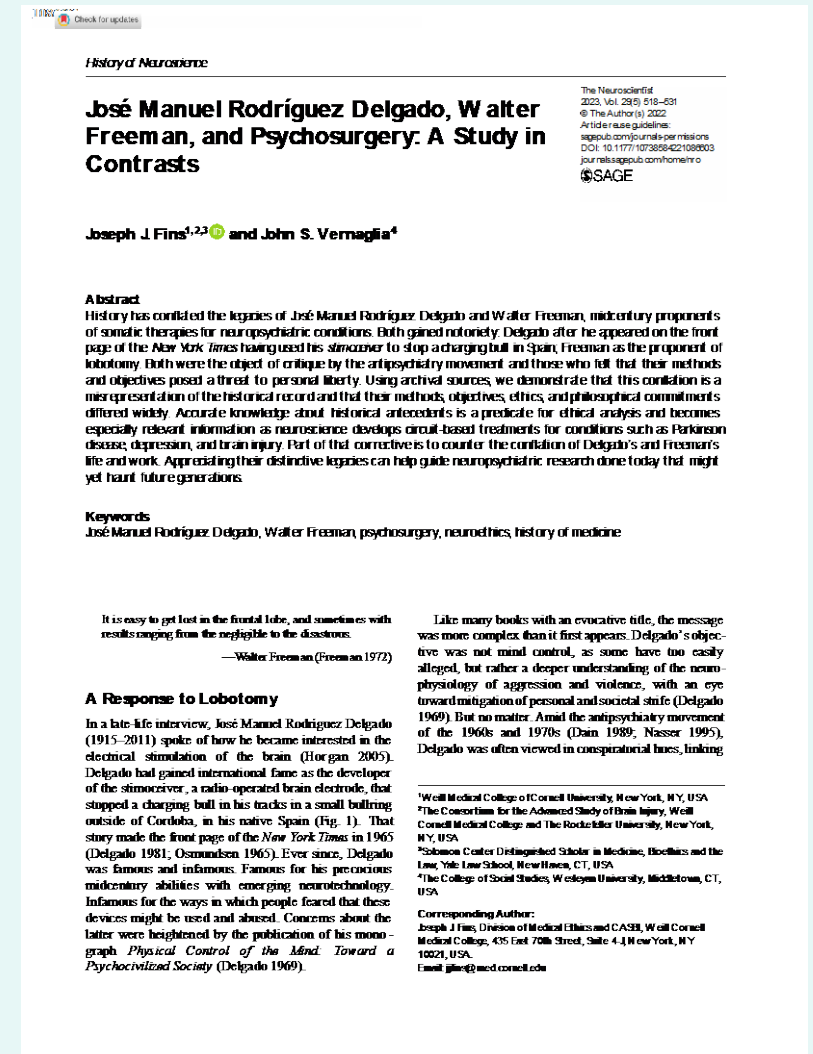 Check for updates
History of Neuroscience
José Manuel Rodríguez Delgado, Walter
Freeman, and Psychosurgery: A Study in
Contrasts
The Neuroscientist
2023, Vol. 29(5) 518–531
© The Author(s) 2022
Article reuse guidelines:
sagepub.com/journals-permissions
DOI: 10.1177/10738584221086603
journals.sagepub.com/home/nro
SAGE
Joseph J. Fins1,2,3 iD and John S. Vernaglia4
Abstract
History has conflated the legacies of José Manuel Rodríguez Delgado and Walter Freeman, midcentury proponents
of somatic therapies for neuropsychiatric conditions. Both gained notoriety: Delgado after he appeared on the front
page of the New York Times having used his stimoceiver to stop a charging bull in Spain; Freeman as the proponent of
lobotomy. Both were the object of critique by the antipsychiatry movement and those who felt that their methods
and objectives posed a threat to personal liberty. Using archival sources, we demonstrate that this conflation is a
misrepresentation of the historical record and that their methods, objectives, ethics, and philosophical commitments
differed widely. Accurate knowledge about historical antecedents is a predicate for ethical analysis and becomes
especially relevant information as neuroscience develops circuit-based treatments for conditions such as Parkinson
disease, depression, and brain injury. Part of that corrective is to counter the conflation of Delgado's and Freeman's
life and work. Appreciating their distinctive legacies can help guide neuropsychiatric research done today that might
yet haunt future generations.
Keywords
José Manuel Rodríguez Delgado, Walter Freeman, psychosurgery, neuroethics, history of medicine
It is easy to get lost in the frontal lobe, and sometimes with
results ranging from the negligible to the disastrous.
—Walter Freeman (Freeman 1972)
A Response to Lobotomy
In a late-life interview, José Manuel Rodriguez Delgado
(1915–2011) spoke of how he became interested in the
electrical stimulation of the brain (Horgan 2005).
Delgado had gained international fame as the developer
of the stimoceiver, a radio-operated brain electrode, that
stopped a charging bull in his tracks in a small bullring
outside of Cordoba, in his native Spain (Fig. 1). That
story made the front page of the New York Times in 1965
(Delgado 1981; Osmundsen 1965). Ever since, Delgado
was famous and infamous. Famous for his precocious
midcentury abilities with emerging neurotechnology.
Infamous for the ways in which people feared that these
devices might be used and abused. Concerns about the
latter were heightened by the publication of his mono-
graph Physical Control of the Mind: Toward a
Psychocivilized Society (Delgado 1969).
Like many books with an evocative title, the message
was more complex than it first appears. Delgado's objec-
tive was not mind control, as some have too easily
alleged, but rather a deeper understanding of the neuro-
physiology of aggression and violence, with an eye
toward mitigation of personal and societal strife (Delgado
1969). But no matter. Amid the antipsychiatry movement
of the 1960s and 1970s (Dain 1989; Nasser 1995),
Delgado was often viewed in conspiratorial hues, linking
1Weill Medical College of Cornell University, New York, NY, USA
2The Consortium for the Advanced Study of Brain Injury, Weill
Cornell Medical College and The Rockefeller University, New York,
NY, USA
3Solomon Center Distinguished Scholar in Medicine, Bioethics and the
Law, Yale Law School, New Haven, CT, USA
4The College of Social Studies, Wesleyan University, Middletown, CT,
USA
Corresponding Author:
Joseph J. Fins, Division of Medical Ethics and CASBI, Weill Cornell
Medical College, 435 East 70th Street, Suite 4-J, New York, NY
10021, USA.
Email: jjfins@med.cornell.edu